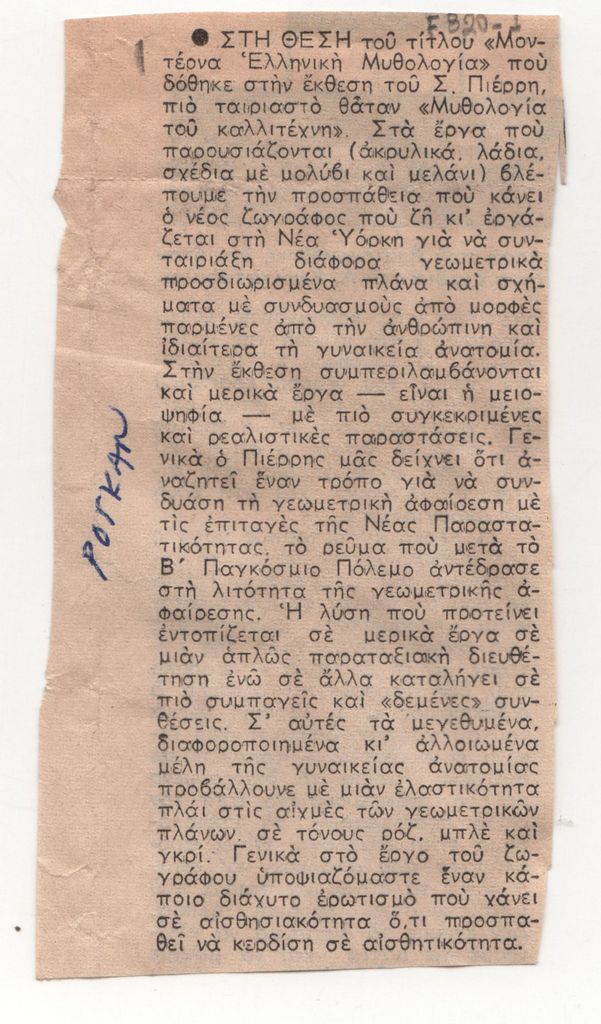 ΕΒ20-1
1
● ΣΤΗ ΘΕΣΗ τοῦ τίτλου «Μον-
τέρνα Ἑλληνικὴ Μυθολογία» ποὺ
δόθηκε στὴν ἔκθεση τοῦ Σ. Πιέρρη,
πιὸ ταιριαστὸ θἄταν «Μυθολογία
τοῦ καλλιτέχνη». Στὰ ἔργα ποὺ
παρουσιάζονται (ἀκρυλικά, λάδια,
σχέδια μὲ μολύβι καὶ μελάνι) βλέ-
πουμε τὴν προσπάθεια ποὺ κάνει
ὁ νέος ζωγράφος ποὺ ζῆ κι' ἐργά-
ζεται στὴ Νέα Ὑόρκη γιὰ νὰ συν-
ταιριάξη διάφορα γεωμετρικὰ
προσδιωρισμένα πλάνα καὶ σχή-
ματα μὲ συνδυασμοὺς ἀπὸ μορφὲς
παρμένες ἀπὸ τὴν ἀνθρώπινη καὶ
ἰδιαίτερα τὴ γυναικεία ἀνατομία.
Στὴν ἔκθεση συμπεριλαμβάνονται
καὶ μερικὰ ἔργα — εἶναι ἡ μειο-
ψηφία — μὲ πιὸ συγκεκριμένες
καὶ ρεαλιστικὲς παραστάσεις. Γε-
νικὰ ὁ Πιέρρης μᾶς δείχνει ὅτι ἀ-
ναζητεῖ ἕναν τρόπο γιὰ νὰ συν-
δυάση τὴ γεωμετρικὴ ἀφαίρεση μὲ
τὶς ἐπιταγὲς τῆς Νέας Παραστα-
τικότητας, τὸ ρεῦμα ποὺ μετὰ τὸ
Β´ Παγκόσμιο Πόλεμο ἀντέδρασε
στὴ λιτότητα τῆς γεωμετρικῆς ἀ-
φαίρεσης. Ἡ λύση ποὺ προτείνει
ἐντοπίζεται σὲ μερικὰ ἔργα σὲ
μιὰν ἁπλῶς παραταξιακὴ διευθέ-
τηση ἐνῶ σὲ ἄλλα καταλήγει σὲ
πιὸ συμπαγεῖς καὶ «δεμένες» συν-
θέσεις. Σ' αὐτές τὰ μεγεθυμένα,
διαφοροποιημένα κι' ἀλλοιωμένα
μέλη τῆς γυναικείας ἀνατομίας
προβάλλουνε μὲ μιὰν ἐλαστικότητα
πλάι στὶς αἰχμὲς τῶν γεωμετρικῶν
πλάνων, σὲ τόνους ρόζ, μπλὲ καὶ
γκρί. Γενικὰ στὸ ἔργο τοῦ ζω-
γράφου ὑποψιαζόμαστε ἕναν κά-
ποιο διάχυτο ἐρωτισμὸ ποὺ χάνει
σὲ αἰσθησιακότητα ὅ,τι προσπα-
θεῖ νὰ κερδίση σὲ αἰσθητικότητα.
ΡΟΓΚΑΝ